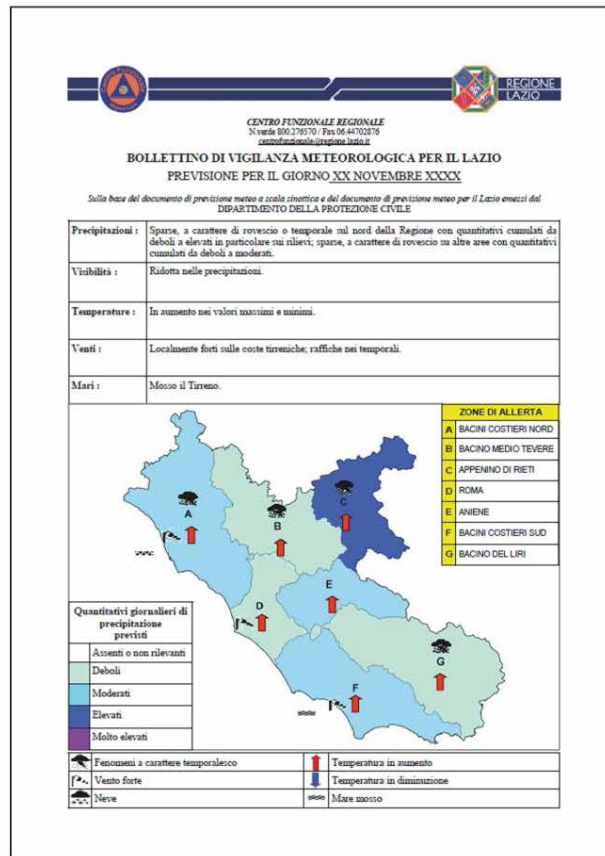 REGIONE
LAZIO
CENTRO FUNZIONALE REGIONALE
N.verde 800.276570 / Fax 06.44702876
centrofunzionale@regione.lazio.it
BOLLETTINO DI VIGILANZA METEOROLOGICA PER IL LAZIO
PREVISIONE PER IL GIORNO XX NOVEMBRE XXXX
Sulla base del documento di previsione meteo a scala sinottica e del documento di previsione meteo per il Lazio emessi dal
DIPARTIMENTO DELLA PROTEZIONE CIVILE
Precipitazioni : Sparse, a carattere di rovescio o temporale sul nord della Regione con quantitativi cumulati da
deboli a elevati in particolare sui rilievi; sparse, a carattere di rovescio su altre aree con quantitativi
cumulati da deboli a moderati.
Visibilità : Ridotta nelle precipitazioni.
Temperature : In aumento nei valori massimi e minimi.
Venti : Localmente forti sulle coste tirreniche; raffiche nei temporali.
Mari : Mosso il Tirreno.
ZONE DI ALLERTA
A BACINI COSTIERI NORD
B BACINO MEDIO TEVERE
C APPENINO DI RIETI
D ROMA
E ANIENE
F BACINI COSTIERI SUD
G BACINO DEL LIRI
A
B
C
D
E
F
G
Quantitativi giornalieri di
precipitazione
previsti
Assenti o non rilevanti
Deboli
Moderati
Elevati
Molto elevati
Fenomeni a carattere temporalesco
Temperatura in aumento
Vento forte
Temperatura in diminuzione
Neve
Mare mosso